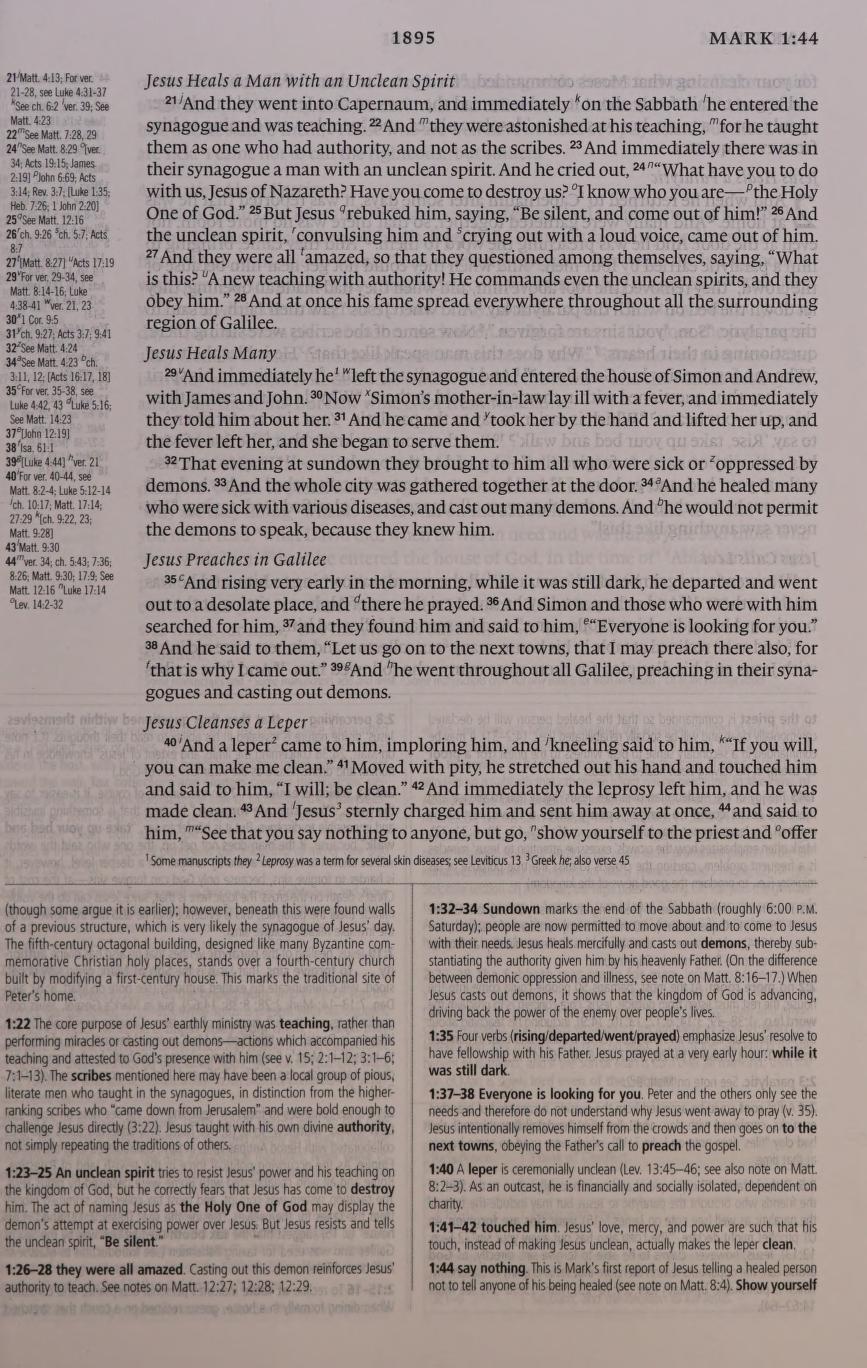 1895
MARK 1:44
21 j Matt. 4:13; For ver.
21-28, see Luke 4:31-37
k See ch. 6:2 l ver. 39; See
Matt. 4:23
22 m See Matt. 7:28, 29
24 n See Matt. 8:29 o [ver.
34; Acts 19:15; James
2:19] p John 6:69; Acts
3:14; Rev. 3:7; [Luke 1:35;
Heb. 7:26; 1 John 2:20]
25 q See Matt. 12:16
26 r ch. 9:26 s ch. 5:7; Acts
8:7
27 t [Matt. 8:27] u Acts 17:19
29 v For ver. 29-34, see
Matt. 8:14-16; Luke
4:38-41 w ver. 21, 23
30 x 1 Cor. 9:5
31 y ch. 9:27; Acts 3:7; 9:41
32 z See Matt. 4:24
34 a See Matt. 4:23 b ch.
3:11, 12; [Acts 16:17, 18]
35 c For ver. 35-38, see
Luke 4:42, 43 d Luke 5:16;
See Matt. 14:23
37 e [John 12:19]
38 f Isa. 61:1
39 g [Luke 4:44] h ver. 21
40 i For ver. 40-44, see
Matt. 8:2-4; Luke 5:12-14
j ch. 10:17; Matt. 17:14;
27:29 k [ch. 9:22, 23;
Matt. 9:28]
43 l Matt. 9:30
44 m ver. 34; ch. 5:43; 7:36;
8:26; Matt. 9:30; 17:9; See
Matt. 12:16 n Luke 17:14
o Lev. 14:2-32
Jesus Heals a Man with an Unclean Spirit
21 j And they went into Capernaum, and immediately k on the Sabbath l he entered the
synagogue and was teaching. 22 And m they were astonished at his teaching, m for he taught
them as one who had authority, and not as the scribes. 23 And immediately there was in
their synagogue a man with an unclean spirit. And he cried out, 24 n “What have you to do
with us, Jesus of Nazareth? Have you come to destroy us? o I know who you are— p the Holy
One of God.” 25 But Jesus q rebuked him, saying, “Be silent, and come out of him!” 26 And
the unclean spirit, r convulsing him and s crying out with a loud voice, came out of him.
27 And they were all t amazed, so that they questioned among themselves, saying, “What
is this? u A new teaching with authority! He commands even the unclean spirits, and they
obey him.” 28 And at once his fame spread everywhere throughout all the surrounding
region of Galilee.
Jesus Heals Many
29 v And immediately he 1 w left the synagogue and entered the house of Simon and Andrew,
with James and John. 30 Now x Simon’s mother-in-law lay ill with a fever, and immediately
they told him about her. 31 And he came and y took her by the hand and lifted her up, and
the fever left her, and she began to serve them.
32 That evening at sundown they brought to him all who were sick or z oppressed by
demons. 33 And the whole city was gathered together at the door. 34 a And he healed many
who were sick with various diseases, and cast out many demons. And b he would not permit
the demons to speak, because they knew him.
Jesus Preaches in Galilee
35 c And rising very early in the morning, while it was still dark, he departed and went
out to a desolate place, and d there he prayed. 36 And Simon and those who were with him
searched for him, 37 and they found him and said to him, e “Everyone is looking for you.”
38 And he said to them, “Let us go on to the next towns, that I may preach there also, for
f that is why I came out.” 39 g And h he went throughout all Galilee, preaching in their syna-
gogues and casting out demons.
Jesus Cleanses a Leper
40 i And a leper 2 came to him, imploring him, and j kneeling said to him, k “If you will,
you can make me clean.” 41 Moved with pity, he stretched out his hand and touched him
and said to him, “I will; be clean.” 42 And immediately the leprosy left him, and he was
made clean. 43 And l Jesus 3 sternly charged him and sent him away at once, 44 and said to
him, m “See that you say nothing to anyone, but go, n show yourself to the priest and o offer
1 Some manuscripts they 2 Leprosy was a term for several skin diseases; see Leviticus 13 3 Greek he; also verse 45
(though some argue it is earlier); however, beneath this were found walls
of a previous structure, which is very likely the synagogue of Jesus’ day.
The fifth-century octagonal building, designed like many Byzantine com-
memorative Christian holy places, stands over a fourth-century church
built by modifying a first-century house. This marks the traditional site of
Peter’s home.
1:22 The core purpose of Jesus’ earthly ministry was teaching, rather than
performing miracles or casting out demons—actions which accompanied his
teaching and attested to God’s presence with him (see v. 15; 2:1–12; 3:1–6;
7:1–13). The scribes mentioned here may have been a local group of pious,
literate men who taught in the synagogues, in distinction from the higher-
ranking scribes who “came down from Jerusalem” and were bold enough to
challenge Jesus directly (3:22). Jesus taught with his own divine authority,
not simply repeating the traditions of others.
1:23–25 An unclean spirit tries to resist Jesus’ power and his teaching on
the kingdom of God, but he correctly fears that Jesus has come to destroy
him. The act of naming Jesus as the Holy One of God may display the
demon’s attempt at exercising power over Jesus. But Jesus resists and tells
the unclean spirit, “Be silent.”
1:26–28 they were all amazed. Casting out this demon reinforces Jesus’
authority to teach. See notes on Matt. 12:27; 12:28; 12:29.
1:32–34 Sundown marks the end of the Sabbath (roughly 6:00 P.M.
Saturday); people are now permitted to move about and to come to Jesus
with their needs. Jesus heals mercifully and casts out demons, thereby sub-
stantiating the authority given him by his heavenly Father. (On the difference
between demonic oppression and illness, see note on Matt. 8:16–17.) When
Jesus casts out demons, it shows that the kingdom of God is advancing,
driving back the power of the enemy over people’s lives.
1:35 Four verbs (rising/departed/went/prayed) emphasize Jesus’ resolve to
have fellowship with his Father. Jesus prayed at a very early hour: while it
was still dark.
1:37–38 Everyone is looking for you. Peter and the others only see the
needs and therefore do not understand why Jesus went away to pray (v. 35).
Jesus intentionally removes himself from the crowds and then goes on to the
next towns, obeying the Father’s call to preach the gospel.
1:40 A leper is ceremonially unclean (Lev. 13:45–46; see also note on Matt.
8:2–3). As an outcast, he is financially and socially isolated, dependent on
charity.
1:41–42 touched him. Jesus’ love, mercy, and power are such that his
touch, instead of making Jesus unclean, actually makes the leper clean.
1:44 say nothing. This is Mark’s first report of Jesus telling a healed person
not to tell anyone of his being healed (see note on Matt. 8:4). Show yourself